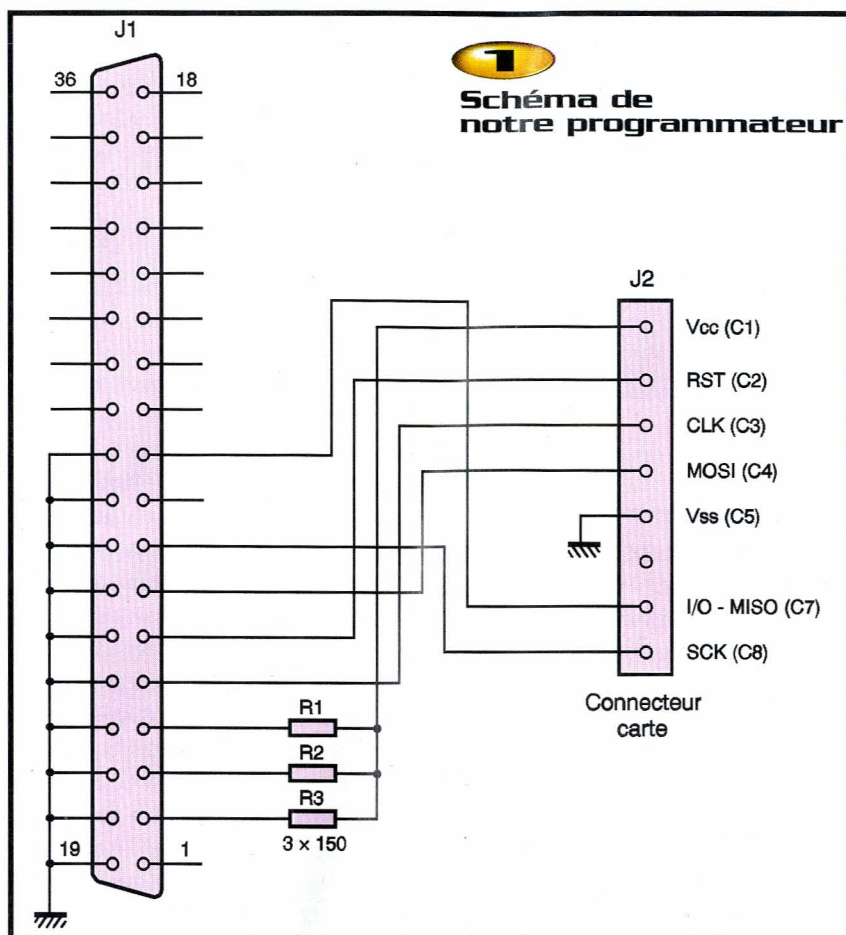 J1
1
Schéma de
notre programmateur
36
18
J2
Vcc (C1)
RST (C2)
CLK (C3)
MOSI (C4)
Vss (C5)
I/O - MISO (C7)
SCK (C8)
Connecteur
carte
R1
R2
R3
3 × 150
19
1